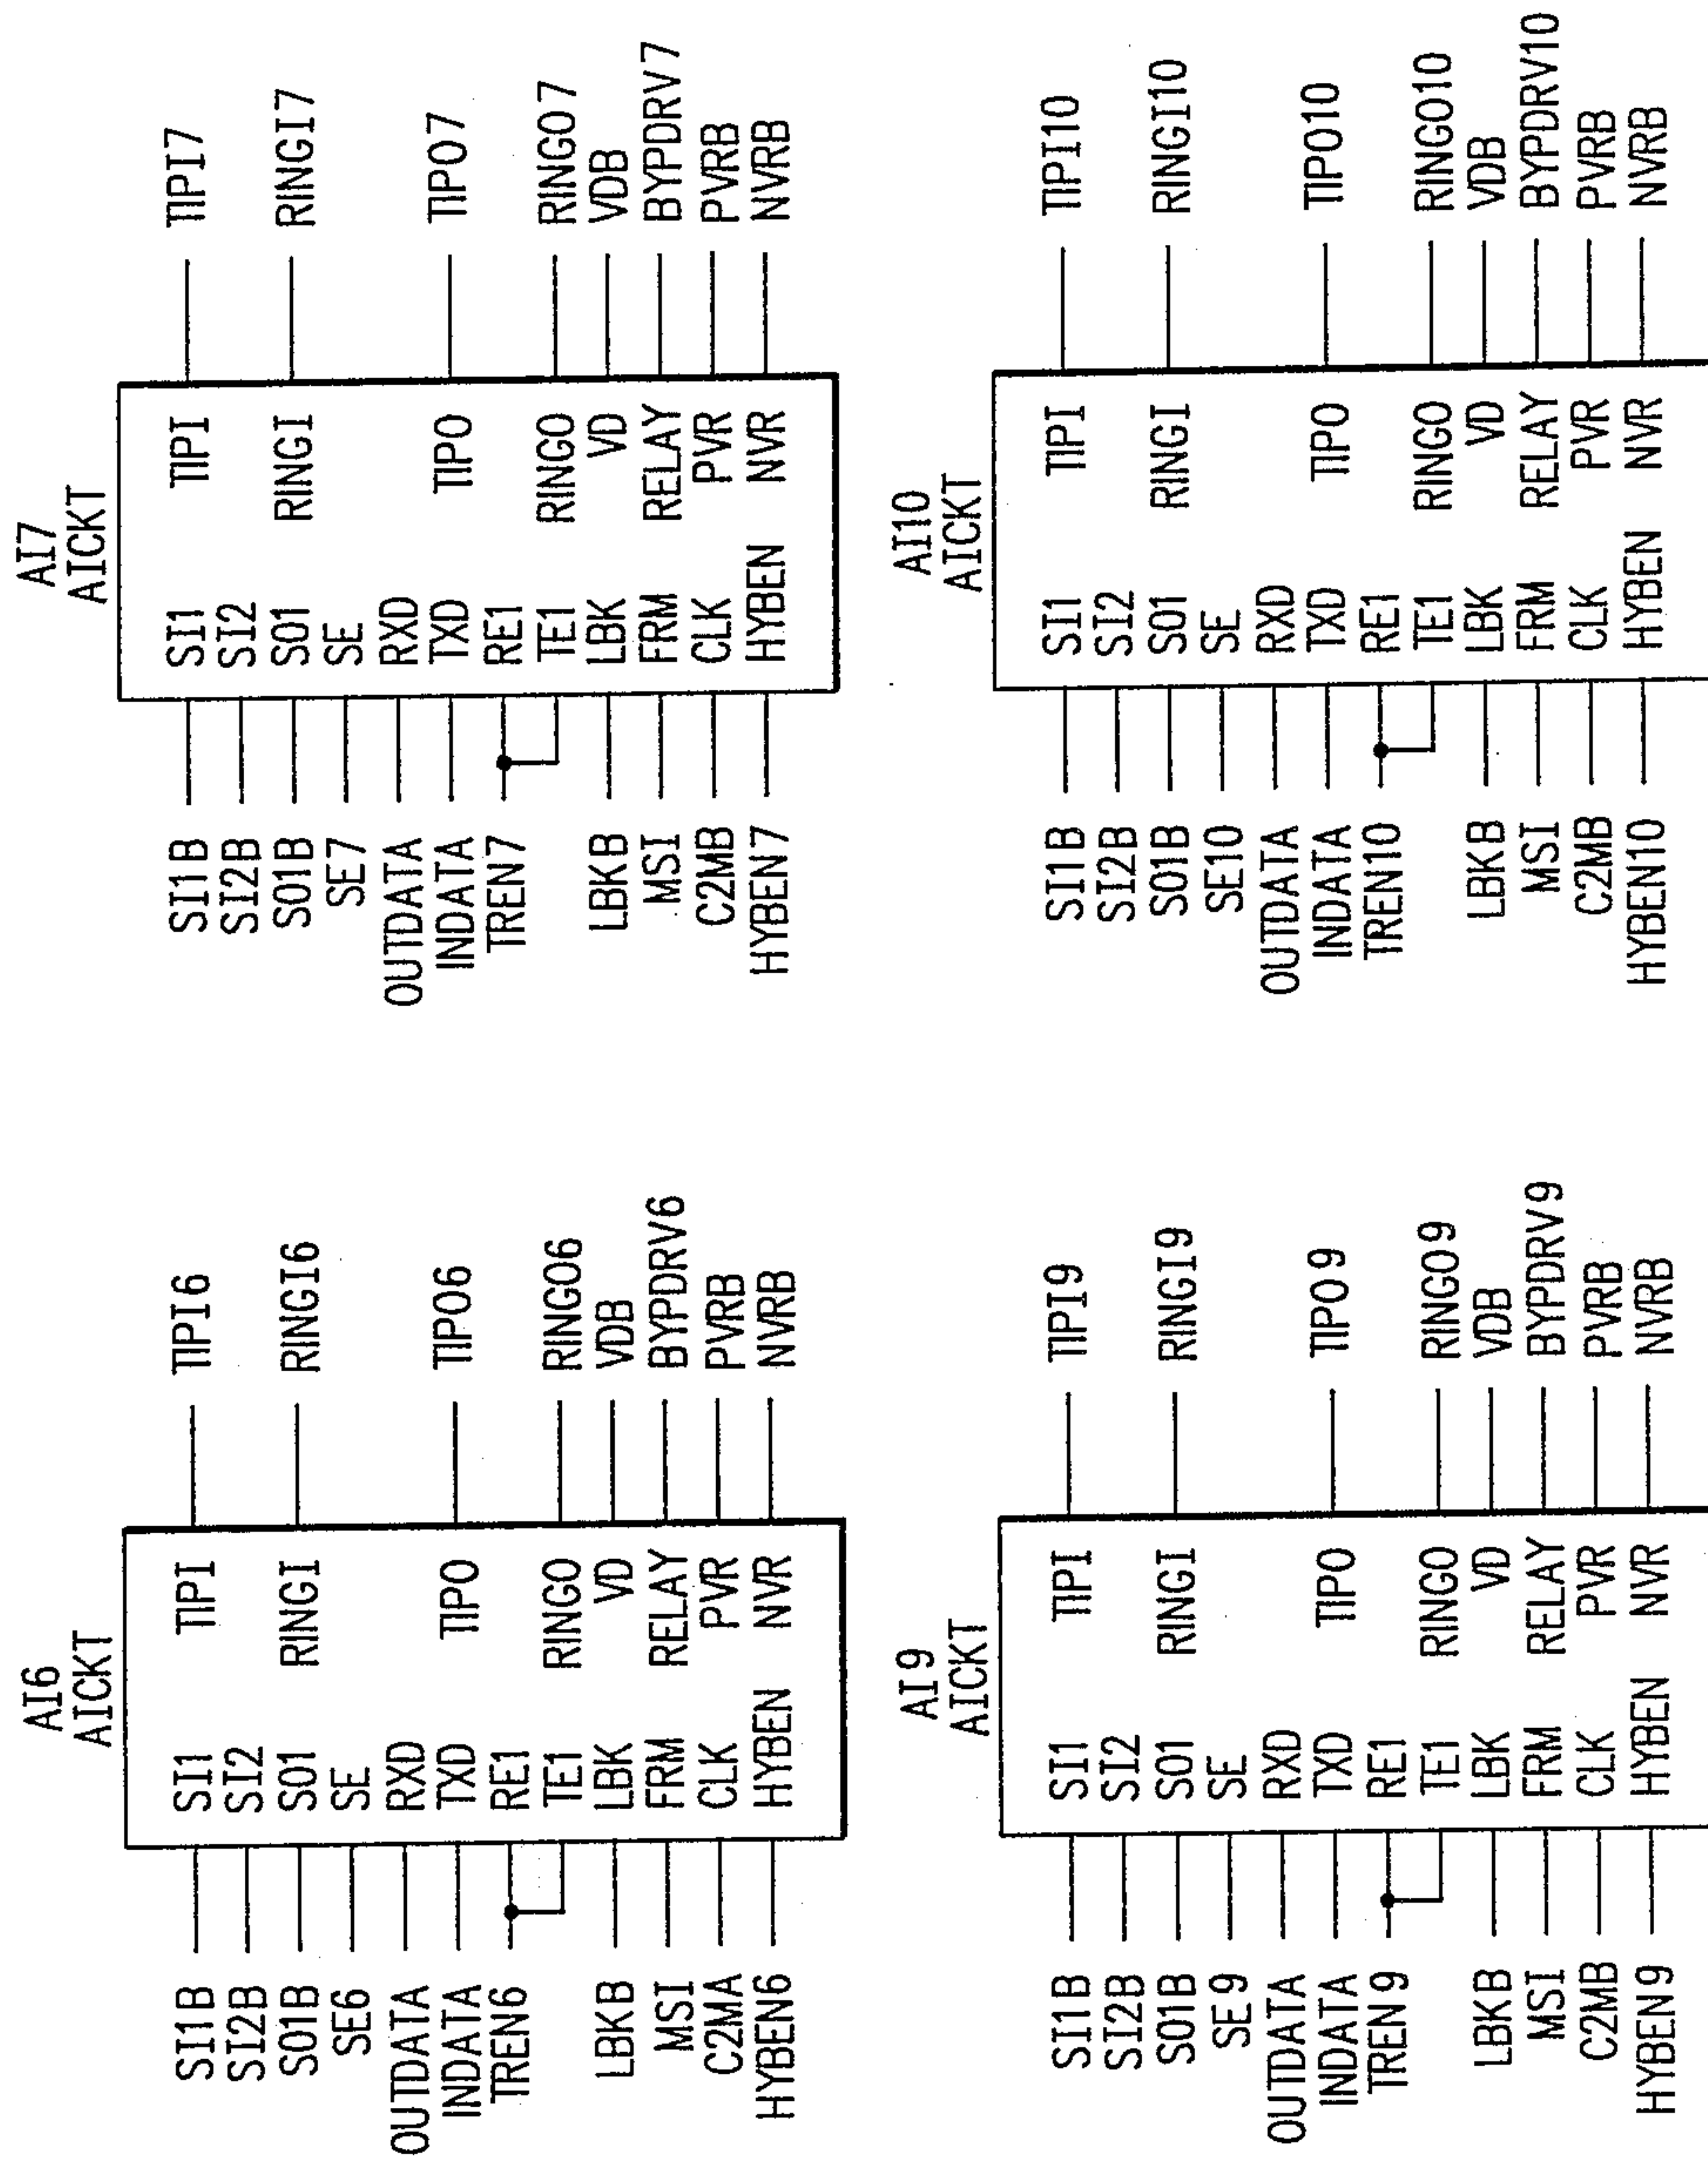 AI6
AICKT
SI1B SI1 TIPI TIPI6
SI2B SI2
SO1B SO1 RINGI RINGI6
SE6 SE
OUTDATA RXD
INDATA TXD TIPO TIPO6
TREN6 RE1
TE1 RINGO RINGO6
LBKB LBK VD VDB
MSI FRM RELAY BYPDRV6
C2MA CLK PVR PVRB
HYBEN6 HYBEN NVR NVRB
AI7
AICKT
SI1B SI1 TIPI TIPI7
SI2B SI2
SO1B SO1 RINGI RINGI7
SE7 SE
OUTDATA RXD
INDATA TXD TIPO TIPO7
TREN7 RE1
TE1 RINGO RINGO7
LBKB LBK VD VDB
MSI FRM RELAY BYPDRV7
C2MB CLK PVR PVRB
HYBEN7 HYBEN NVR NVRB
AI9
AICKT
SI1B SI1 TIPI TIPI9
SI2B SI2
SO1B SO1 RINGI RINGI9
SE9 SE
OUTDATA RXD
INDATA TXD TIPO TIPO9
TREN9 RE1
TE1 RINGO RINGO9
LBKB LBK VD VDB
MSI FRM RELAY BYPDRV9
C2MB CLK PVR PVRB
HYBEN9 HYBEN NVR NVRB
AI10
AICKT
SI1B SI1 TIPI TIPI10
SI2B SI2
SO1B SO1 RINGI RINGI10
SE10 SE
OUTDATA RXD
INDATA TXD TIPO TIPO10
TREN10 RE1
TE1 RINGO RINGO10
LBKB LBK VD VDB
MSI FRM RELAY BYPDRV10
C2MB CLK PVR PVRB
HYBEN10 HYBEN NVR NVRB